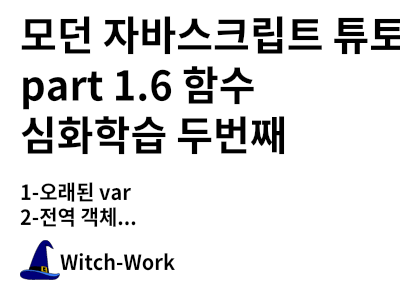 모던 자바스크립트 튜토
part 1.6 함수
심화학습 두번째
1-오래된 var
2-전역 객체...
Witch-Work